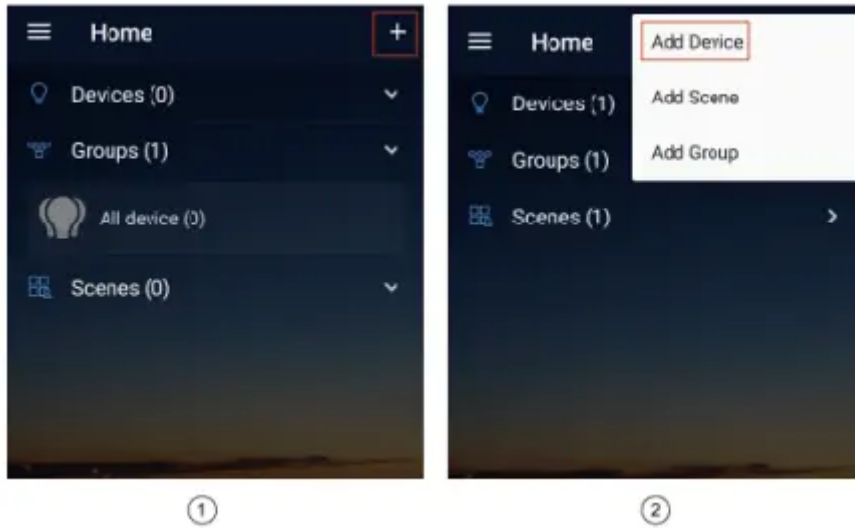 Home
+
Devices (0)
Groups (1)
All device (0)
Scenes (0)
①
Home
Add Device
Add Scene
Add Group
Devices (1)
Groups (1)
Scenes (1)
②